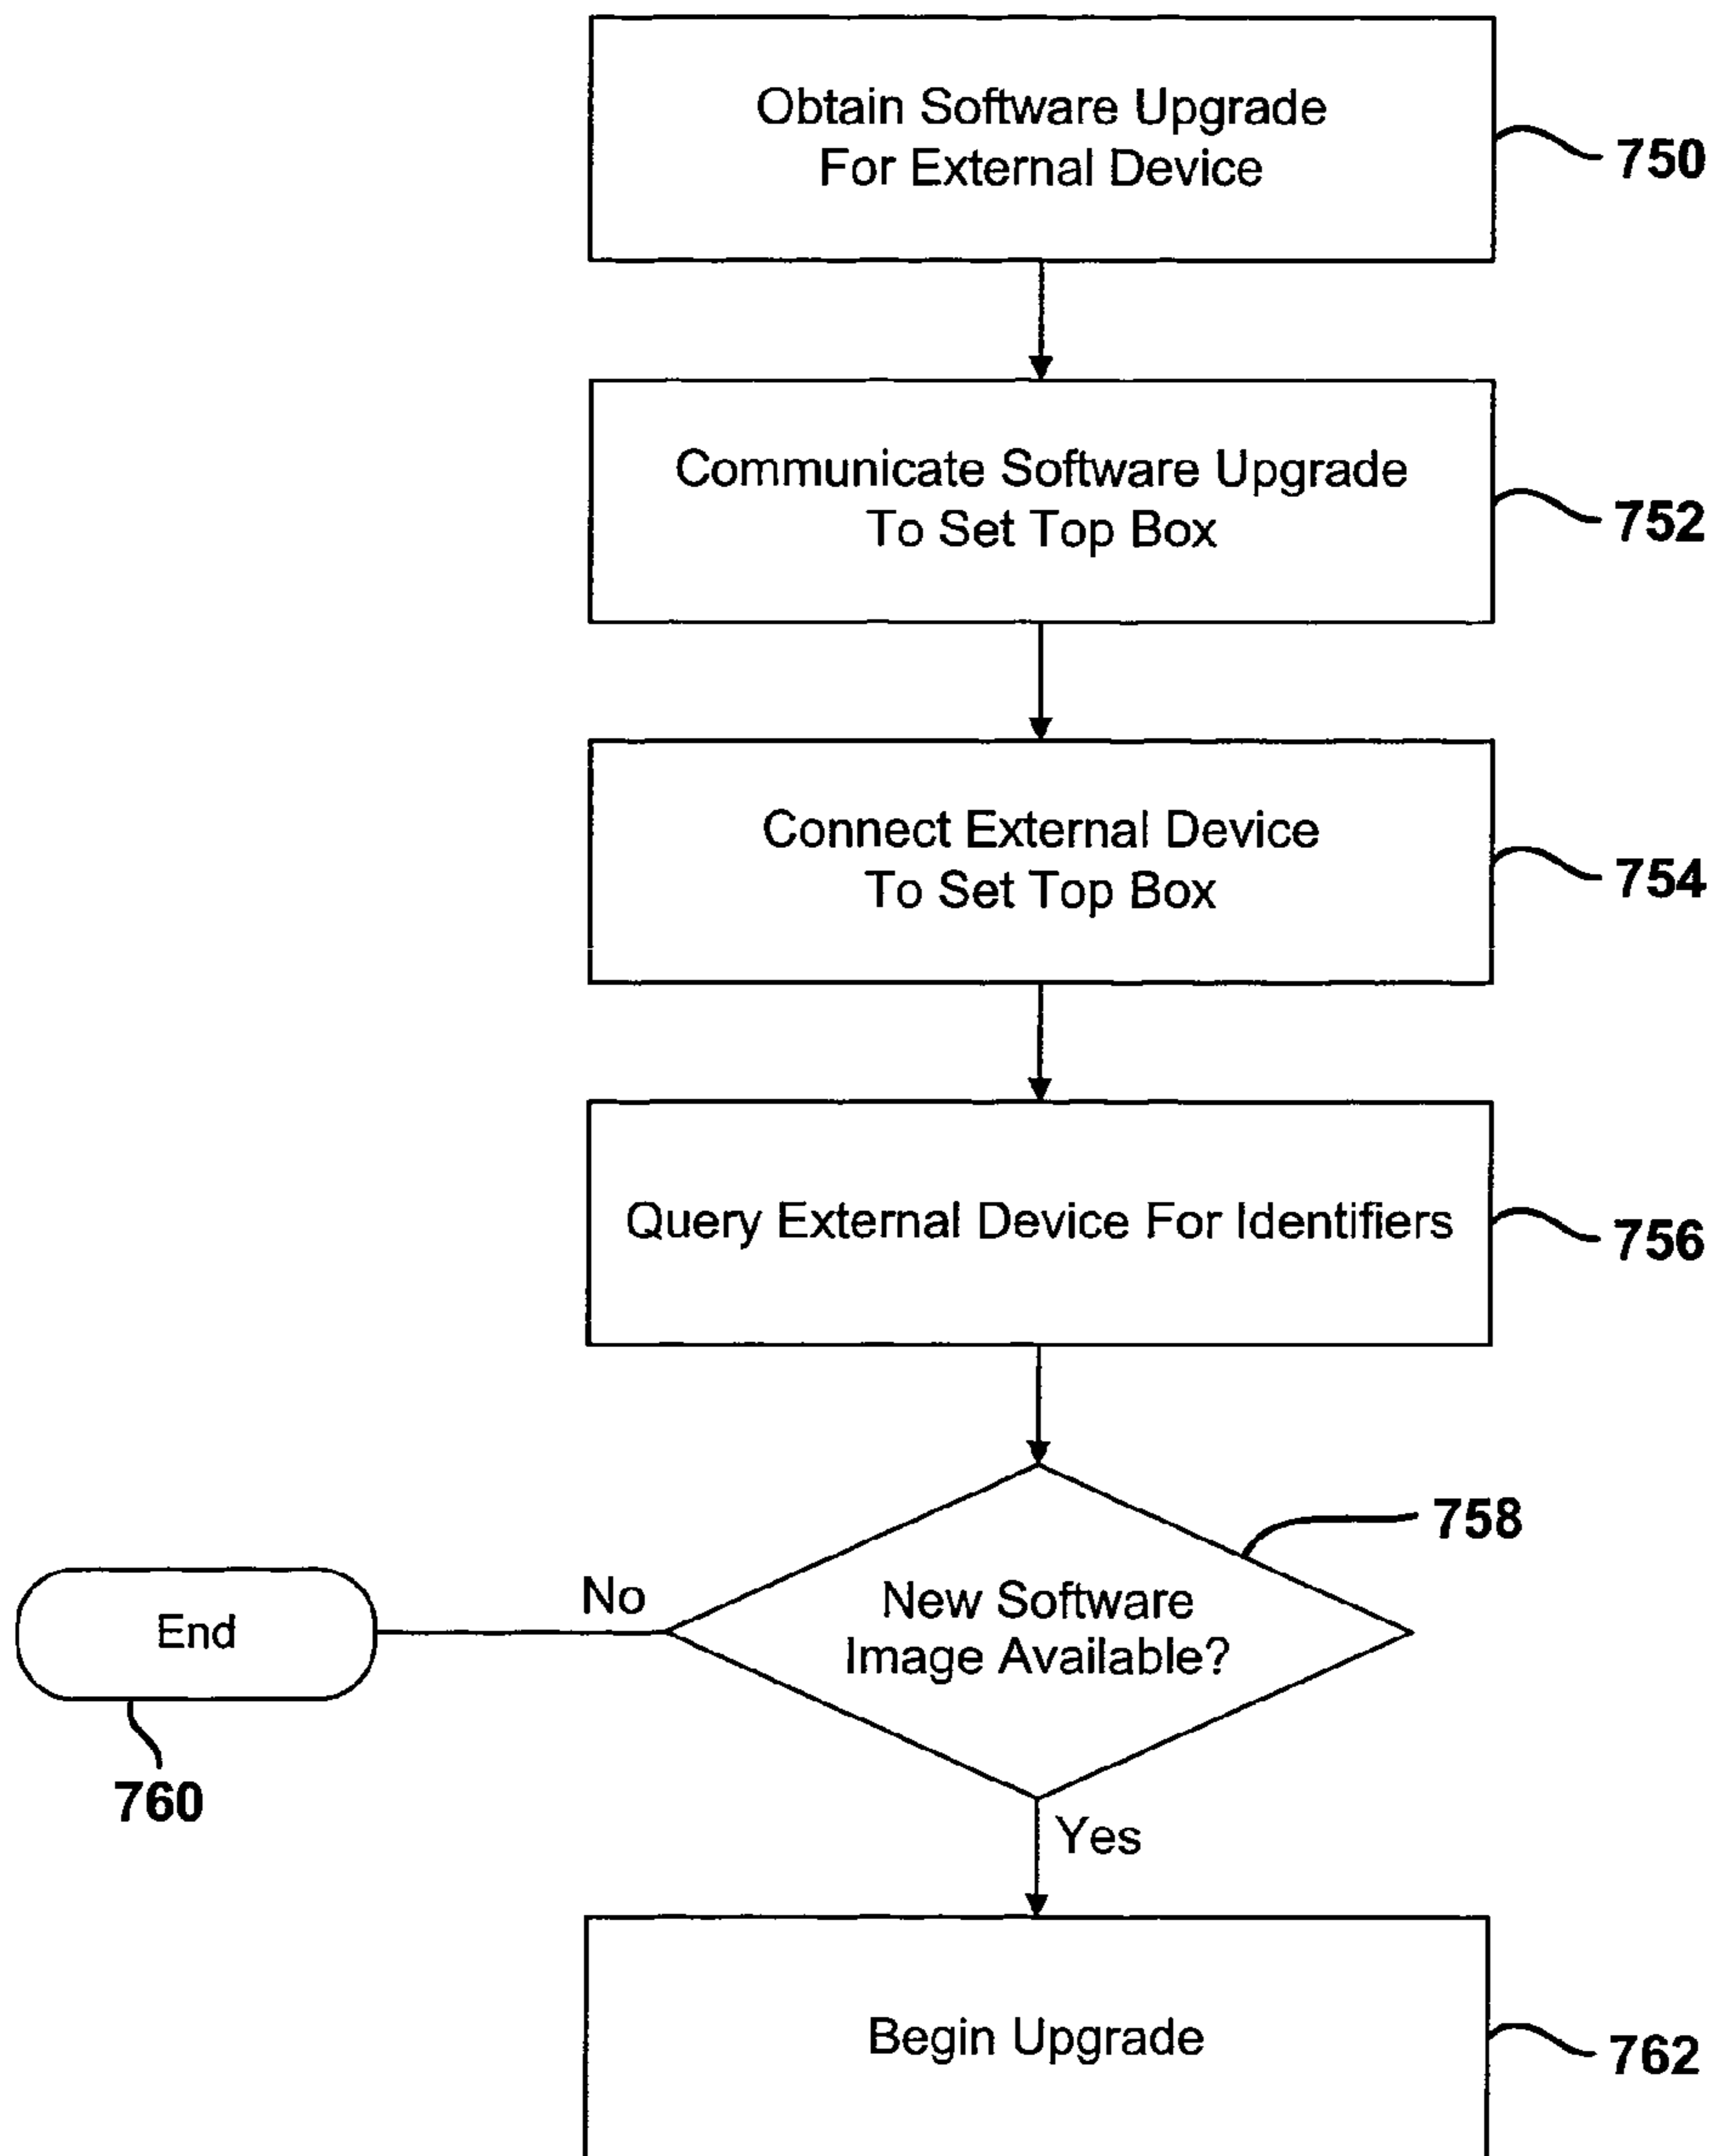 Obtain Software Upgrade
For External Device
750
Communicate Software Upgrade
To Set Top Box
752
Connect External Device
To Set Top Box
754
Query External Device For Identifiers
756
758
New Software
Image Available?
No
End
760
Yes
Begin Upgrade
762